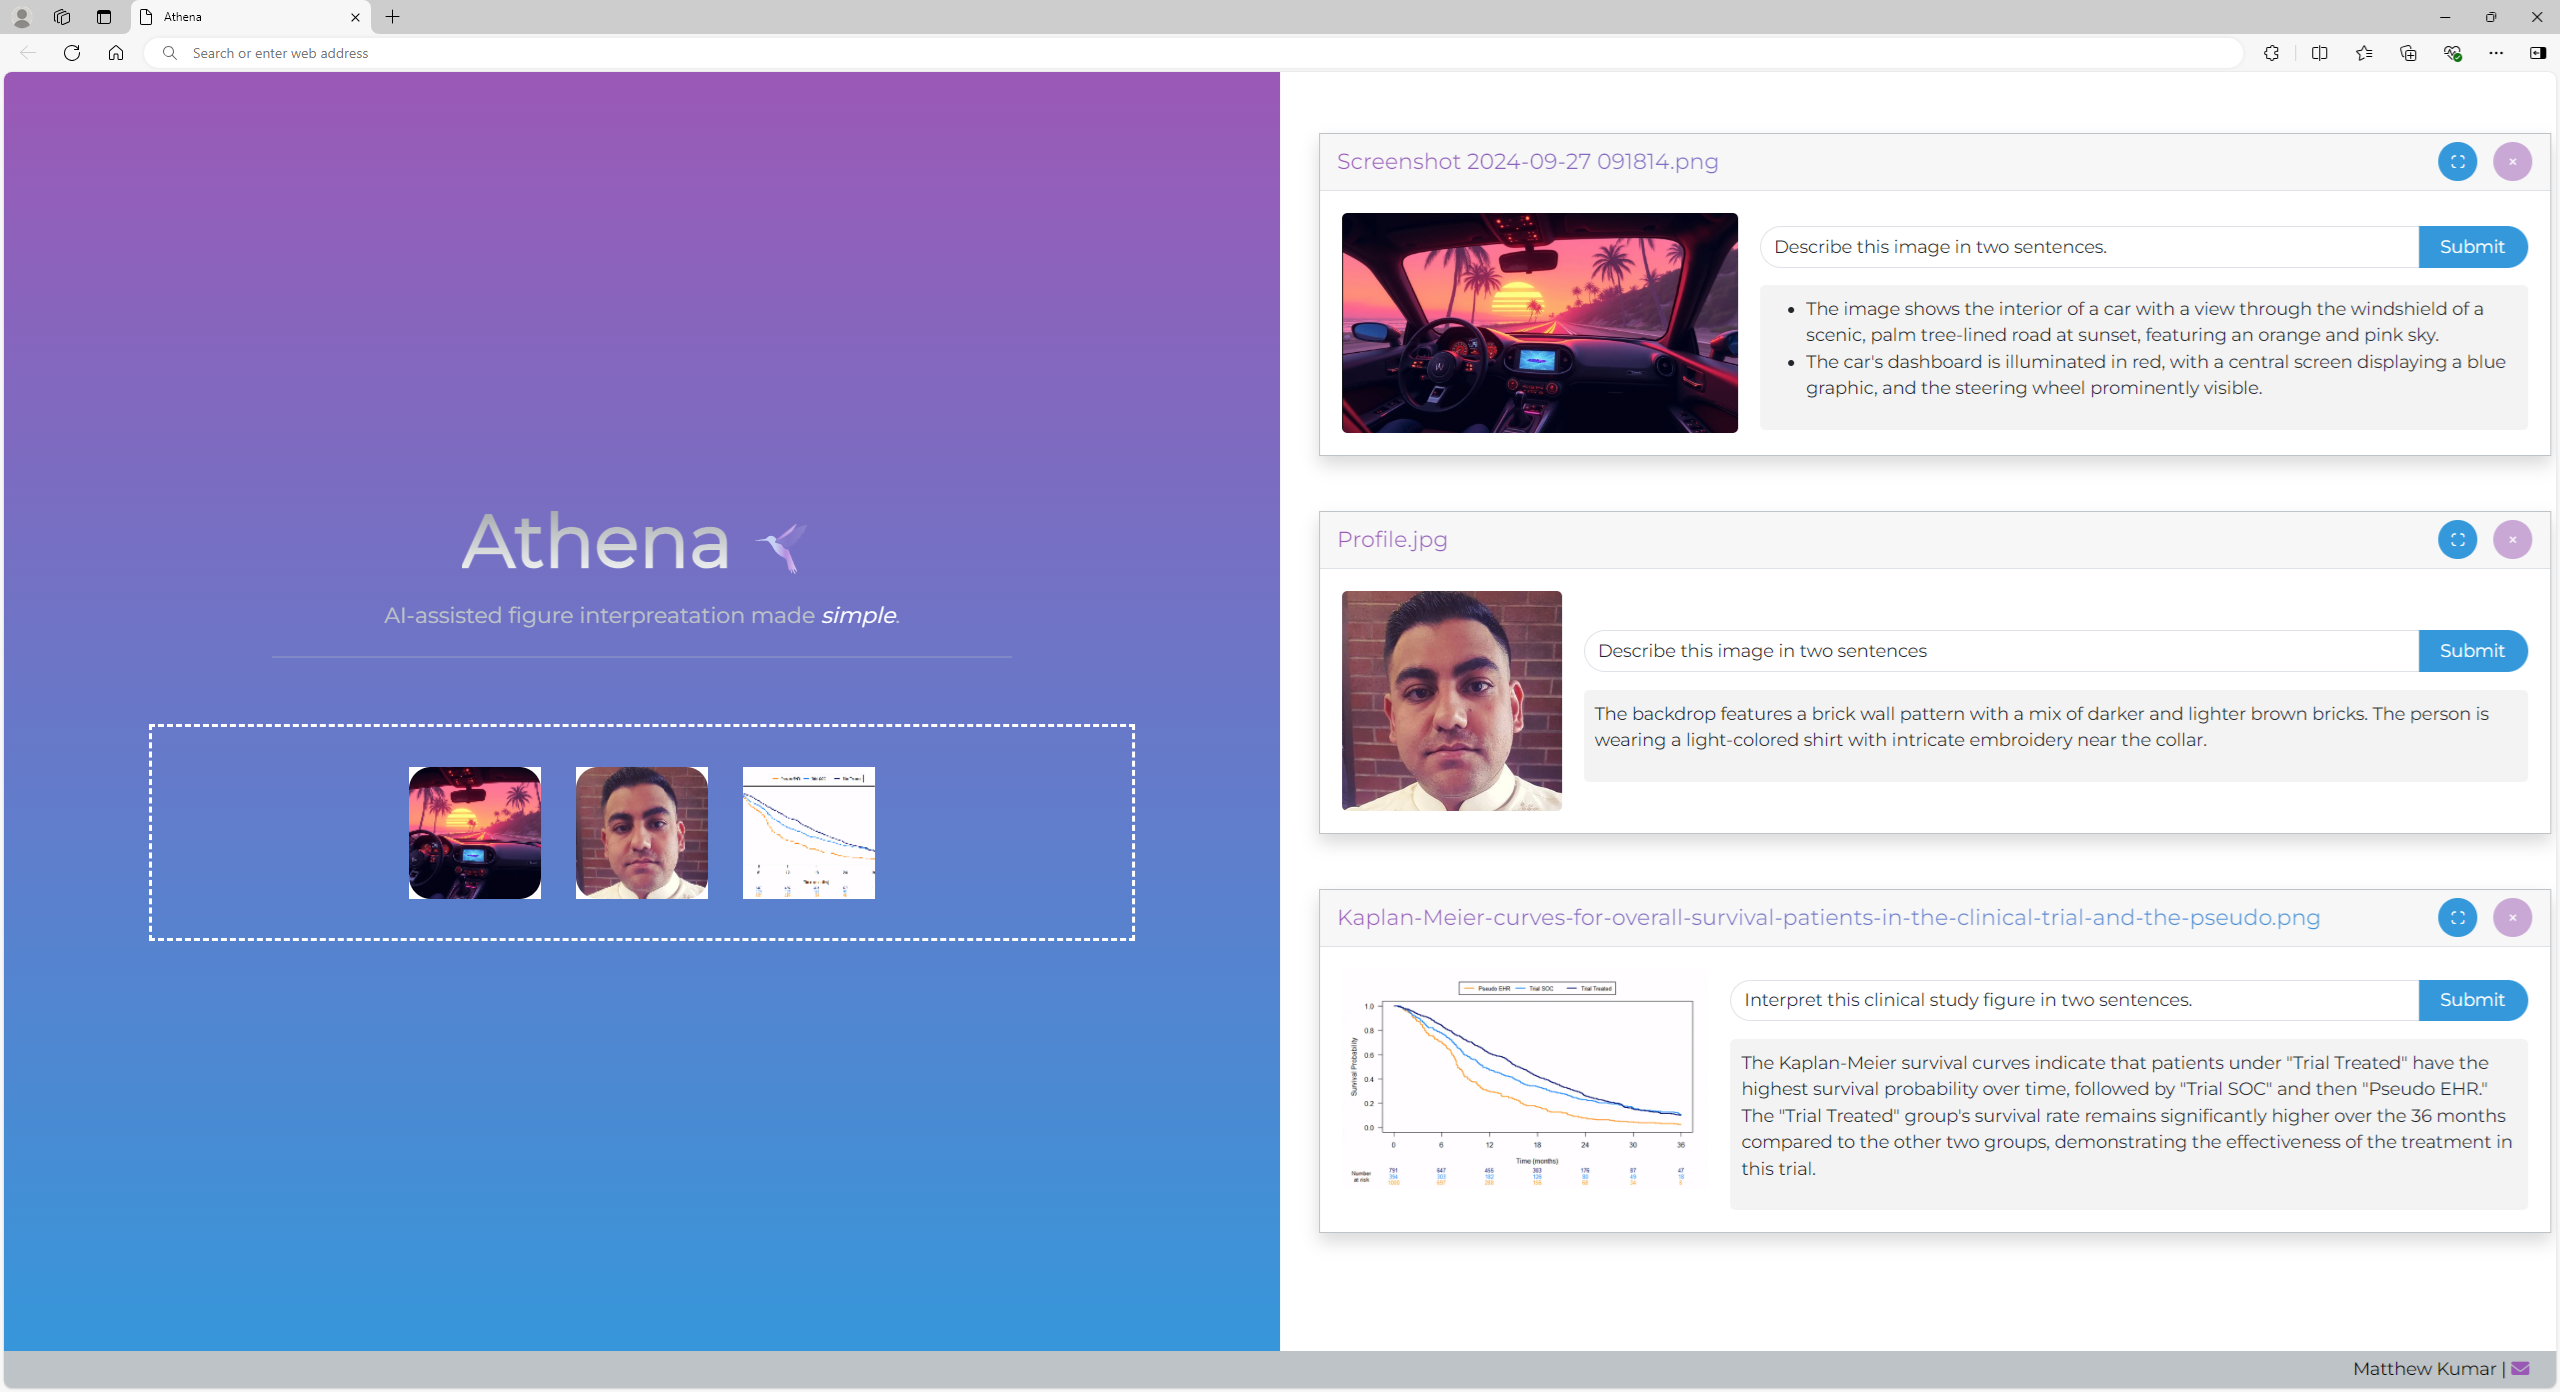 Athena
Search or enter web address
Athena
AI-assisted figure interpreatation made simple.
Screenshot 2024-09-27 091814.png
Describe this image in two sentences.
Submit
The image shows the interior of a car with a view through the windshield of a
scenic, palm tree-lined road at sunset, featuring an orange and pink sky.
The car's dashboard is illuminated in red, with a central screen displaying a blue
graphic, and the steering wheel prominently visible.
Profile.jpg
Describe this image in two sentences
Submit
The backdrop features a brick wall pattern with a mix of darker and lighter brown bricks. The person is
wearing a light-colored shirt with intricate embroidery near the collar.
Kaplan-Meier-curves-for-overall-survival-patients-in-the-clinical-trial-and-the-pseudo.png
Pseudo EHR Trial SOC Trial Treated
1.0
0.8
0.6
0.4
0.2
0.0
Survival Probability
0 6 12 18 24 30 36
Time (months)
Number
at risk
791 647 455 303 176 87 47
Interpret this clinical study figure in two sentences.
Submit
The Kaplan-Meier survival curves indicate that patients under "Trial Treated" have the
highest survival probability over time, followed by "Trial SOC" and then "Pseudo EHR."
The "Trial Treated" group's survival rate remains significantly higher over the 36 months
compared to the other two groups, demonstrating the effectiveness of the treatment in
this trial.
Matthew Kumar |